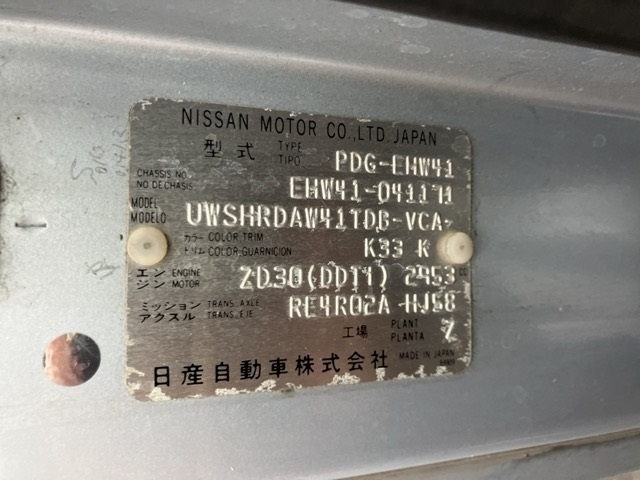 NISSAN MOTOR CO.,LTD. JAPAN
型式 TYPE TIPO PDG-EHW41
CHASSIS NO. NO DE CHASIS EHW41-041171
MODEL MODELO UWSHRDAW41TDB-VCAz
カラー COLOR,TRIM
トリム COLOR,GUARNICION K33 K
エンジン ENGINE MOTOR ZD30(DDTi) 2953 cc
ミッション TRANS. AXLE
アクスル TRANS. EJE RE4R02A HJ58
工場 PLANT PLANTA Z
日産自動車株式会社 MADE IN JAPAN